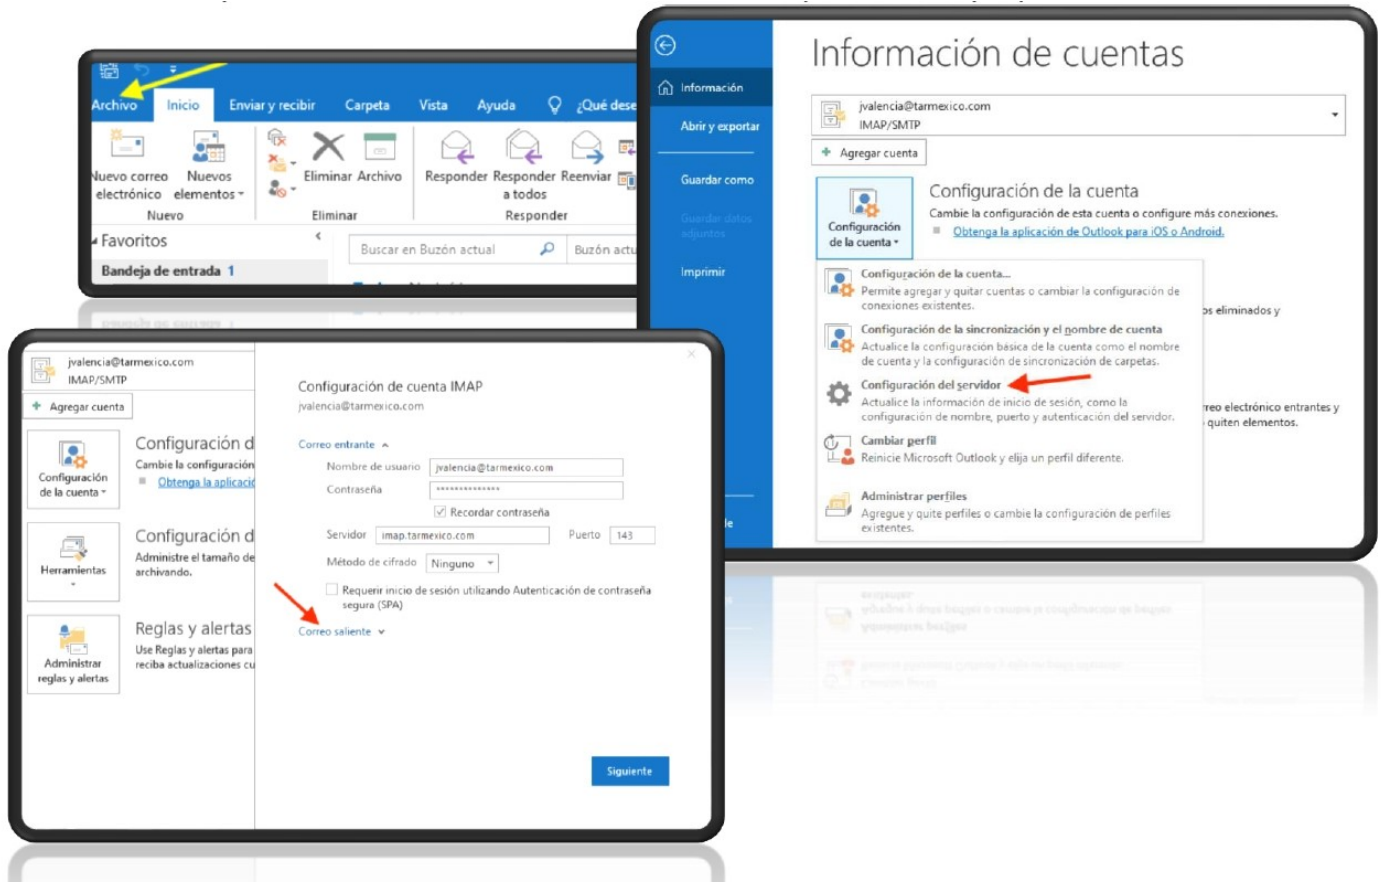 Archivo Inicio Enviar y recibir Carpeta Vista Ayuda ¿Qué dese
Nuevo correo electrónico
Nuevos elementos
Eliminar Archivo
Responder
Responder a todos
Reenviar
Nuevo Eliminar Responder
Favoritos
Buscar en Buzón actual
Buzón actu
Bandeja de entrada 1
Información
Abrir y exportar
Guardar como
Guardar datos
adjuntos
Imprimir
Información de cuentas
jvalencia@tarmexico.com
IMAP/SMTP
Agregar cuenta
Configuración
de la cuenta
Configuración de la cuenta
Cambie la configuración de esta cuenta o configure más conexiones.
Obtenga la aplicación de Outlook para iOS o Android.
Configuración de la cuenta...
Permite agregar y quitar cuentas o cambiar la configuración de
conexiones existentes.
os eliminados y
Configuración de la sincronización y el nombre de cuenta
Actualice la configuración básica de la cuenta como el nombre
de cuenta y la configuración de sincronización de carpetas.
Configuración del servidor
Actualice la información de inicio de sesión, como la
configuración de nombre, puerto y autenticación del servidor.
rreo electrónico entrantes y
quiten elementos.
Cambiar perfil
Reinicie Microsoft Outlook y elija un perfil diferente.
Administrar perfiles
Agregue y quite perfiles o cambie la configuración de perfiles
existentes.
jvalencia@tarmexico.com
IMAP/SMTP
Agregar cuenta
Configuración
de la cuenta
Configuración d
Cambie la configuración
Obtenga la aplicació
Herramientas
Configuración d
Administre el tamaño de
archivando.
Administrar
reglas y alertas
Reglas y alertas
Use Reglas y alertas para
reciba actualizaciones cu
Configuración de cuenta IMAP
jvalencia@tarmexico.com
Correo entrante
Nombre de usuario jvalencia@tarmexico.com
Contraseña **************
Recordar contraseña
Servidor imap.tarmexico.com Puerto 143
Método de cifrado Ninguno
Requerir inicio de sesión utilizando Autenticación de contraseña
segura (SPA)
Correo saliente
Siguiente